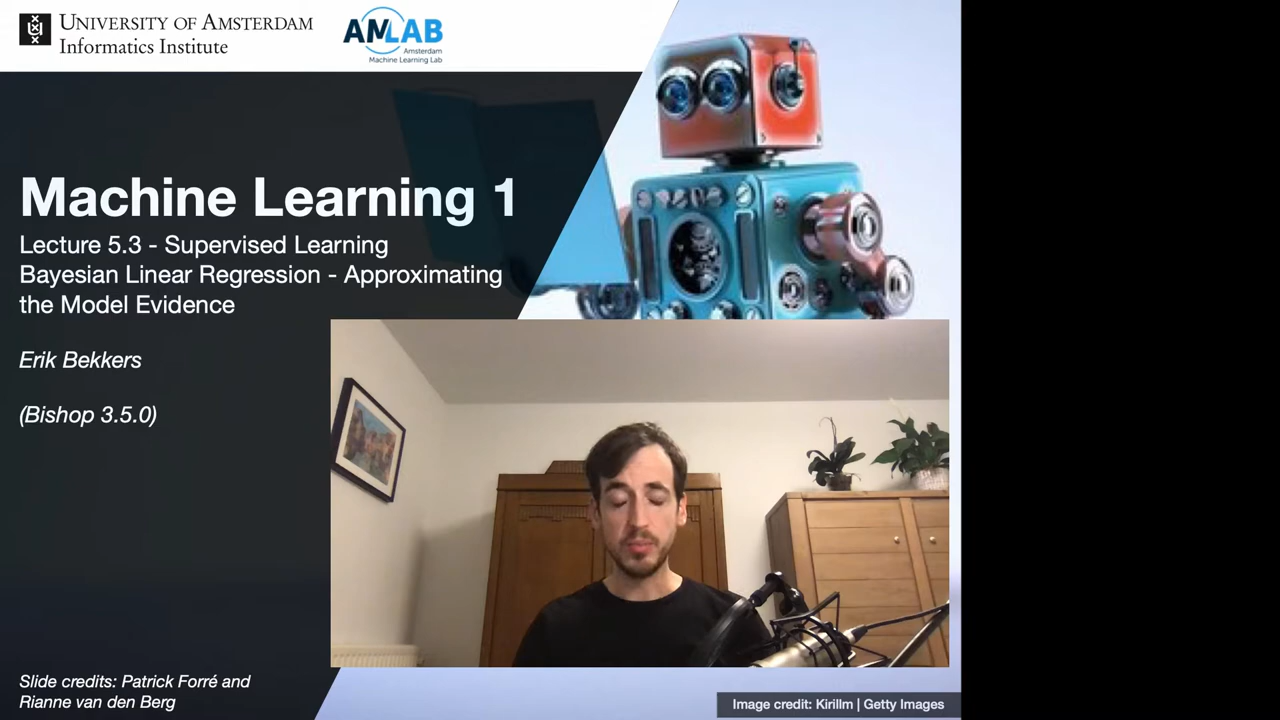 UNIVERSITY OF AMSTERDAM
Informatics Institute
AMLAB
Amsterdam
Machine Learning Lab
Machine Learning 1
Lecture 5.3 - Supervised Learning
Bayesian Linear Regression - Approximating
the Model Evidence
Erik Bekkers
(Bishop 3.5.0)
Slide credits: Patrick Forré and
Rianne van den Berg
Image credit: Kirillm | Getty Images